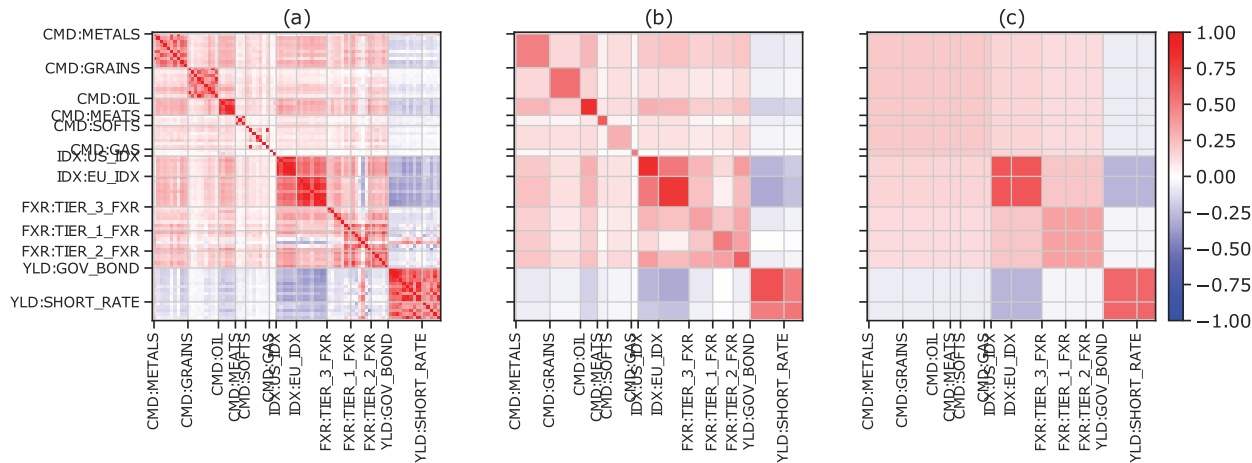 (a)
(b)
(c)
CMD:METALS
CMD:GRAINS
CMD:OIL
CMD:MEATS
CMD:SOFTS
CMD:GAS
IDX:US_IDX
IDX:EU_IDX
FXR:TIER_3_FXR
FXR:TIER_1_FXR
FXR:TIER_2_FXR
YLD:GOV_BOND
YLD:SHORT_RATE
1.00
0.75
0.50
0.25
0.00
−0.25
−0.50
−0.75
−1.00
CMD:METALS
CMD:GRAINS
CMD:OIL
CMD:MEATS
CMD:SOFTS
CMD:GAS
IDX:US_IDX
IDX:EU_IDX
FXR:TIER_3_FXR
FXR:TIER_1_FXR
FXR:TIER_2_FXR
YLD:GOV_BOND
YLD:SHORT_RATE
CMD:METALS
CMD:GRAINS
CMD:OIL
CMD:MEATS
CMD:SOFTS
CMD:GAS
IDX:US_IDX
IDX:EU_IDX
FXR:TIER_3_FXR
FXR:TIER_1_FXR
FXR:TIER_2_FXR
YLD:GOV_BOND
YLD:SHORT_RATE
CMD:METALS
CMD:GRAINS
CMD:OIL
CMD:MEATS
CMD:SOFTS
CMD:GAS
IDX:US_IDX
IDX:EU_IDX
FXR:TIER_3_FXR
FXR:TIER_1_FXR
FXR:TIER_2_FXR
YLD:GOV_BOND
YLD:SHORT_RATE